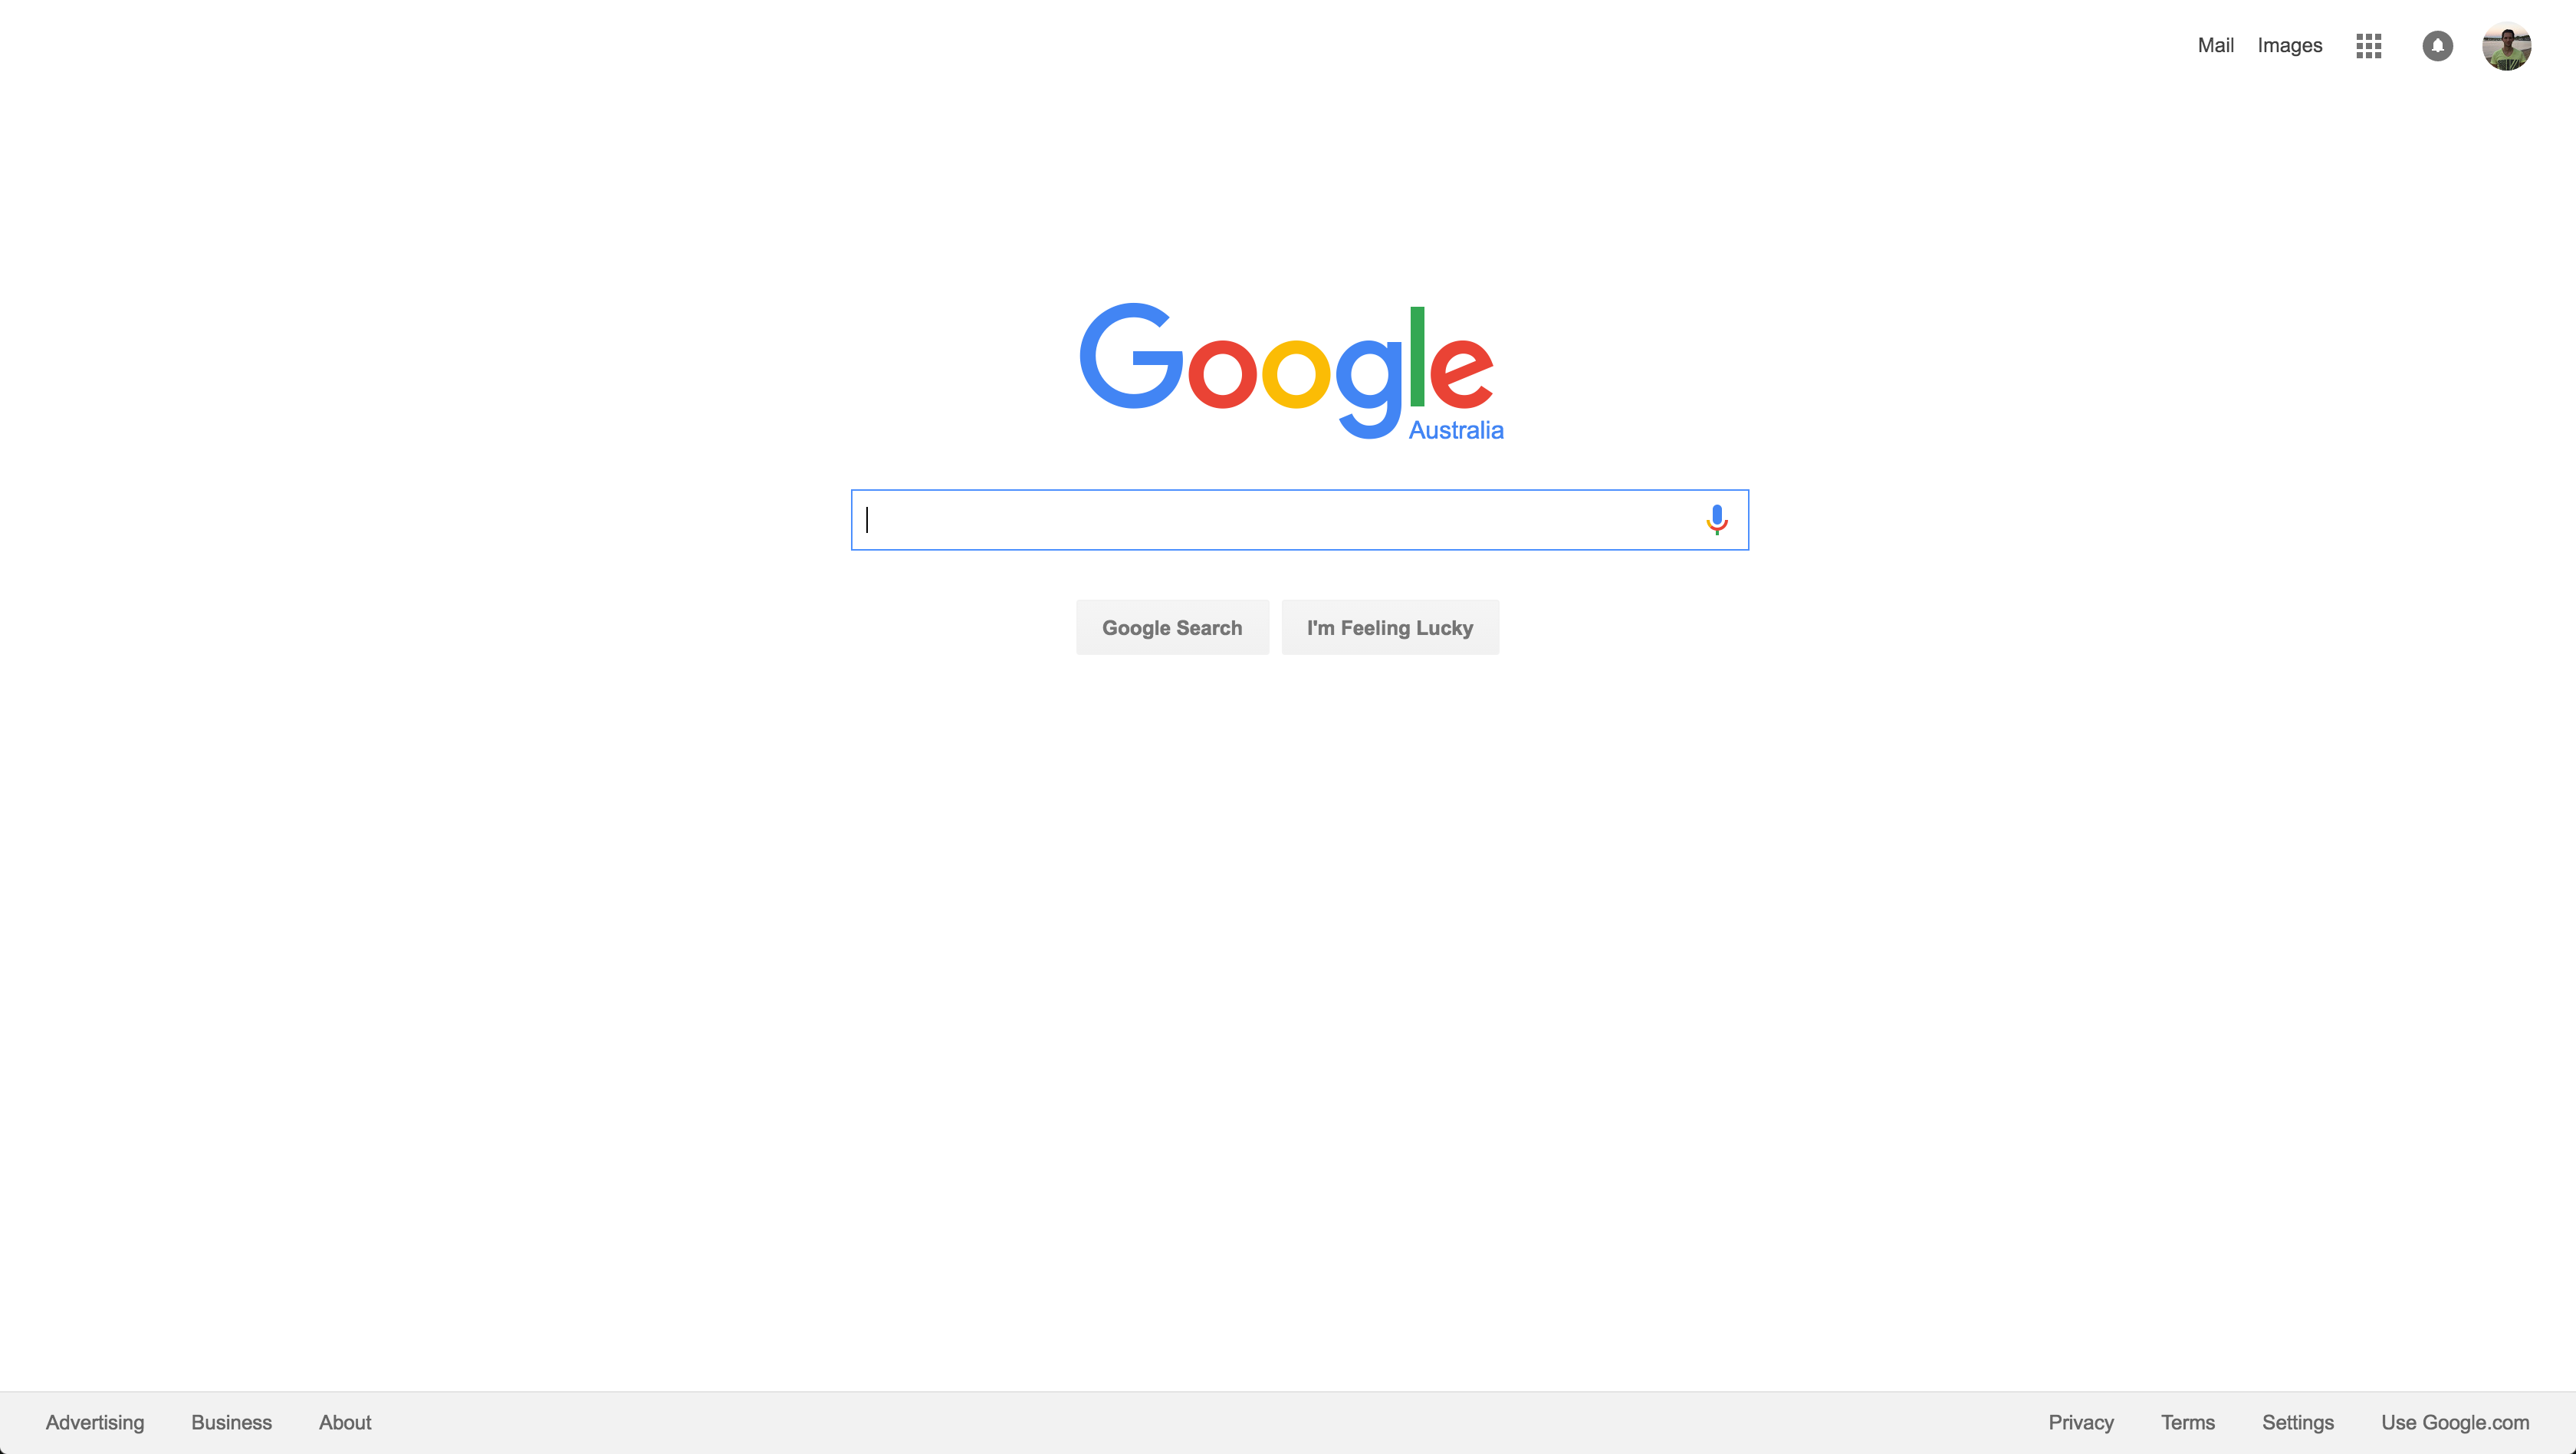 Mail Images
Google
Australia
Google Search I'm Feeling Lucky
Advertising Business About Privacy Terms Settings Use Google.com